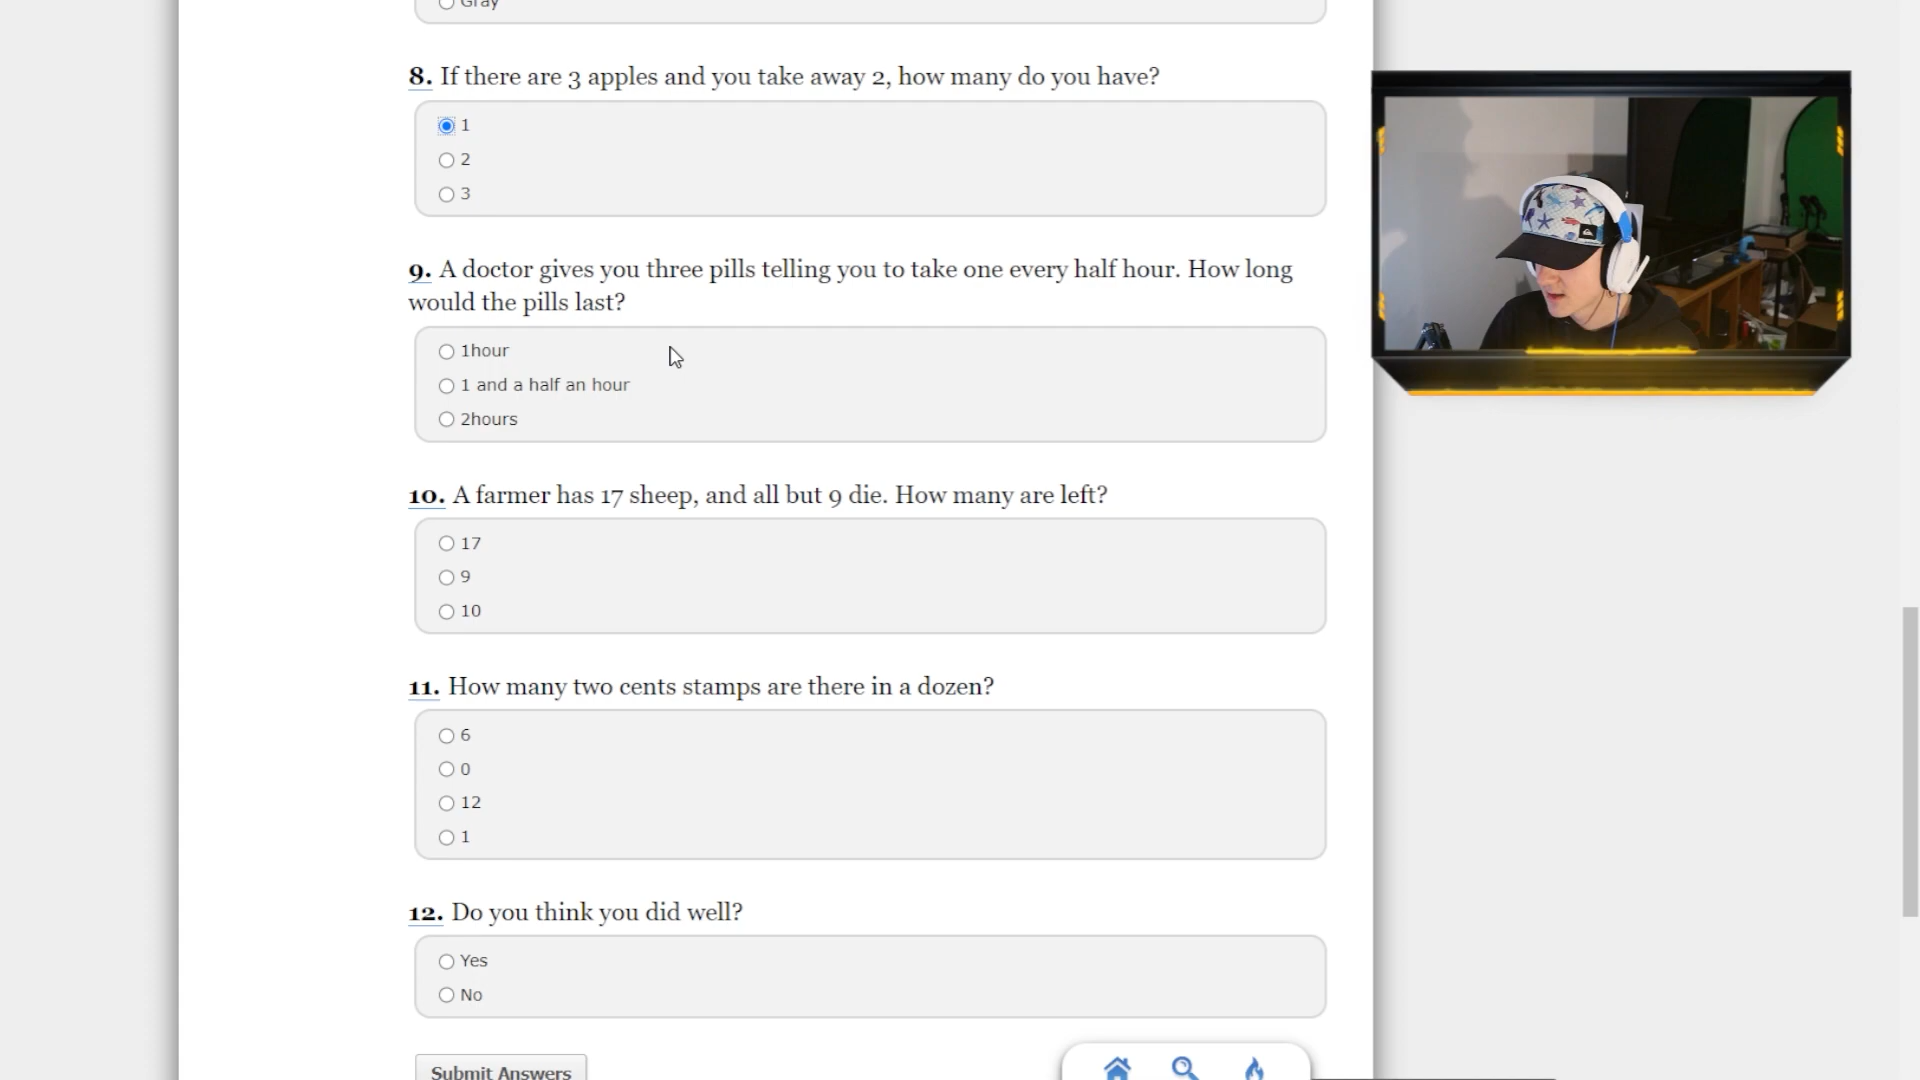 Gray
8. If there are 3 apples and you take away 2, how many do you have?
1
2
3
9. A doctor gives you three pills telling you to take one every half hour. How long
would the pills last?
1hour
1 and a half an hour
2hours
10. A farmer has 17 sheep, and all but 9 die. How many are left?
17
9
10
11. How many two cents stamps are there in a dozen?
6
0
12
1
12. Do you think you did well?
Yes
No
Submit Answers